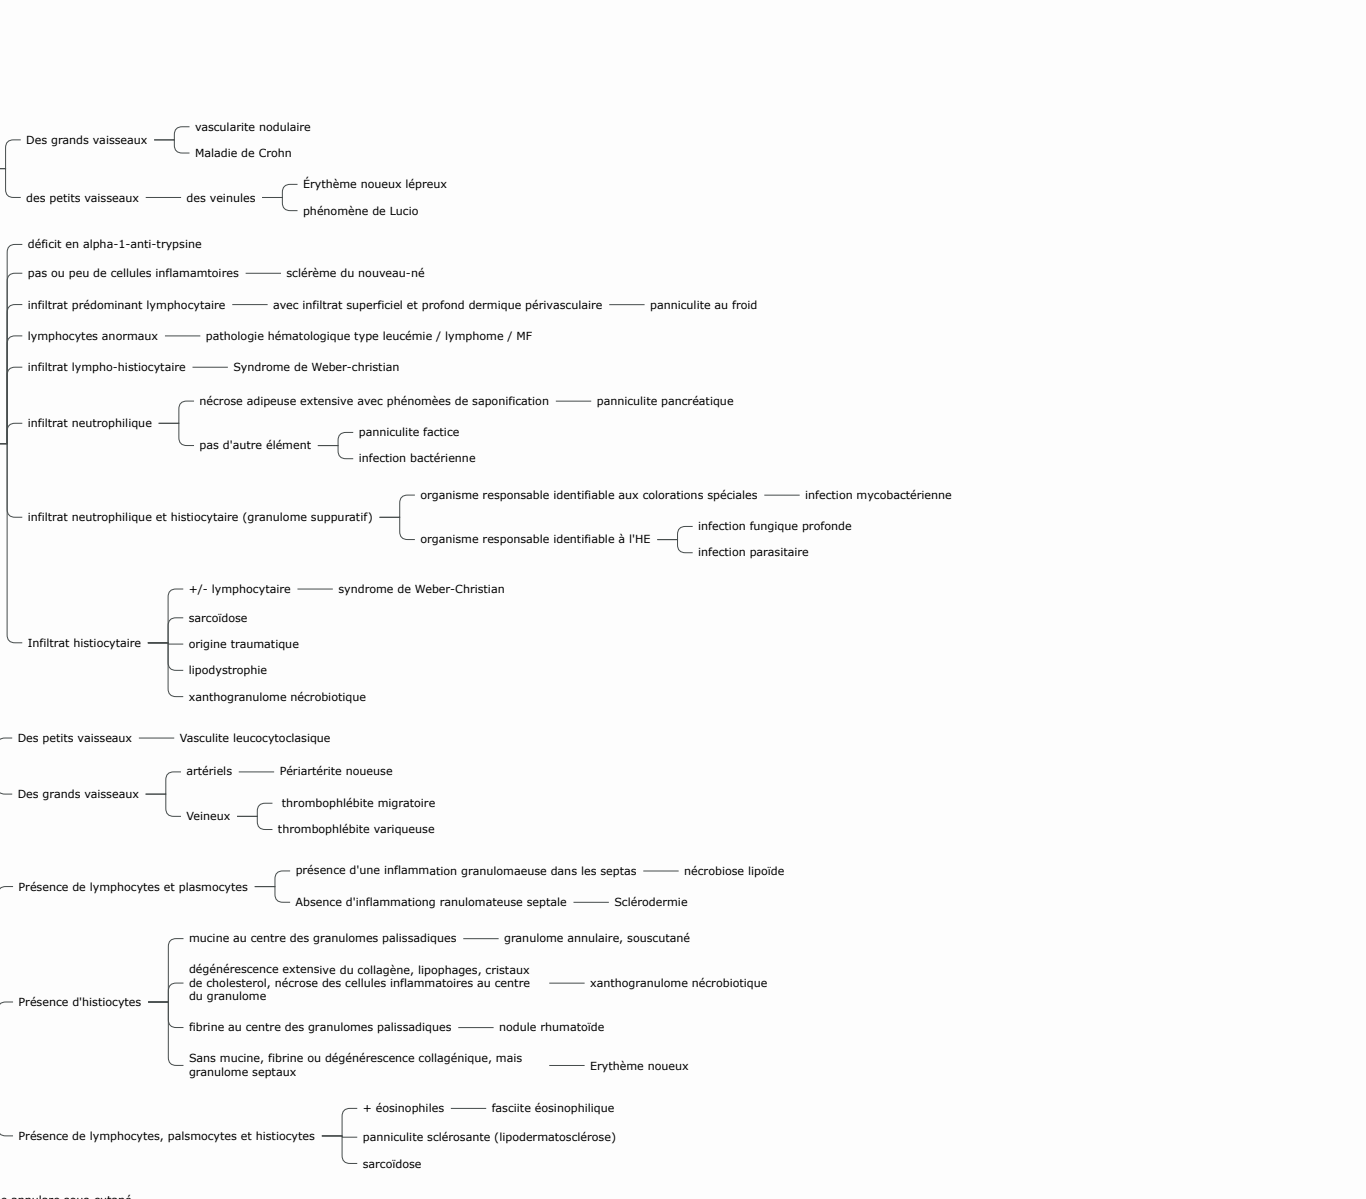 Des grands vaisseaux
vascularite nodulaire
Maladie de Crohn
des petits vaisseaux
des veinules
Érythème noueux lépreux
phénomène de Lucio
déficit en alpha-1-anti-trypsine
pas ou peu de cellules inflamamtoires
sclérème du nouveau-né
infiltrat prédominant lymphocytaire
avec infiltrat superficiel et profond dermique périvasculaire
panniculite au froid
lymphocytes anormaux
pathologie hématologique type leucémie / lymphome / MF
infiltrat lympho-histiocytaire
Syndrome de Weber-christian
infiltrat neutrophilique
nécrose adipeuse extensive avec phénomèes de saponification
panniculite pancréatique
pas d'autre élément
panniculite factice
infection bactérienne
infiltrat neutrophilique et histiocytaire (granulome suppuratif)
organisme responsable identifiable aux colorations spéciales
infection mycobactérienne
organisme responsable identifiable à l'HE
infection fungique profonde
infection parasitaire
Infiltrat histiocytaire
+/- lymphocytaire
syndrome de Weber-Christian
sarcoïdose
origine traumatique
lipodystrophie
xanthogranulome nécrobiotique
Des petits vaisseaux
Vasculite leucocytoclasique
Des grands vaisseaux
artériels
Périartérite noueuse
Veineux
thrombophlébite migratoire
thrombophlébite variqueuse
Présence de lymphocytes et plasmocytes
présence d'une inflammation granulomaeuse dans les septas
nécrobiose lipoïde
Absence d'inflammationg ranulomateuse septale
Sclérodermie
Présence d'histiocytes
mucine au centre des granulomes palissadiques
granulome annulaire, souscutané
dégénérescence extensive du collagène, lipophages, cristaux
de cholesterol, nécrose des cellules inflammatoires au centre
du granulome
xanthogranulome nécrobiotique
fibrine au centre des granulomes palissadiques
nodule rhumatoïde
Sans mucine, fibrine ou dégénérescence collagénique, mais
granulome septaux
Erythème noueux
Présence de lymphocytes, palsmocytes et histiocytes
+ éosinophiles
fasciite éosinophilique
panniculite sclérosante (lipodermatosclérose)
sarcoïdose